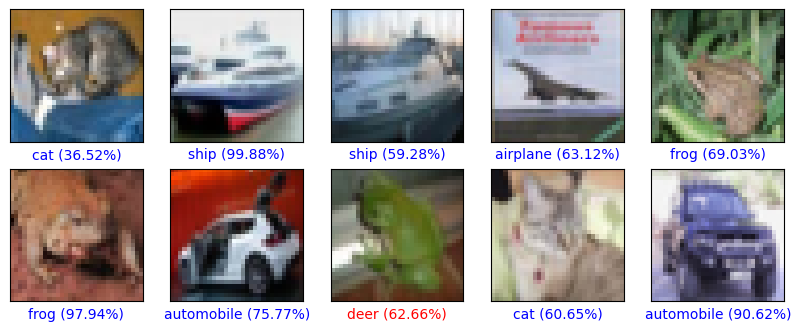 cat (36.52%)
ship (99.88%)
ship (59.28%)
airplane (63.12%)
frog (69.03%)
frog (97.94%)
automobile (75.77%)
deer (62.66%)
cat (60.65%)
automobile (90.62%)